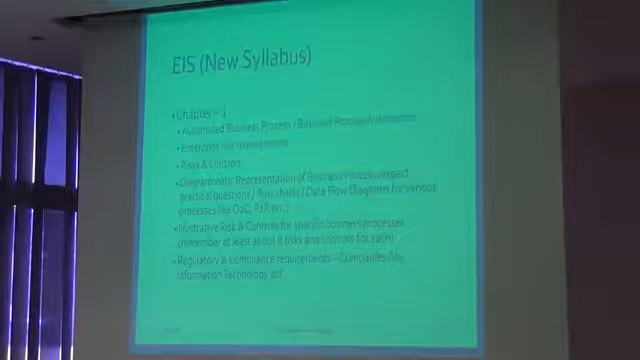 EIS (New Syllabus)
• Chapter – 1
• Automated Business Process / Business Process Automation
• Enterprise risk management
• Risks & Controls
• Diagrammatic Representation of Business Process expect
practical questions / flow charts / Data Flow Diagrams for various
processes like O2C, P2P etc.)
• Illustrative Risk & Controls for specific business processes
(remember at least about 8 risks and controls for each)
• Regulatory & Compliance requirements – Companies Act,
Information Technology act